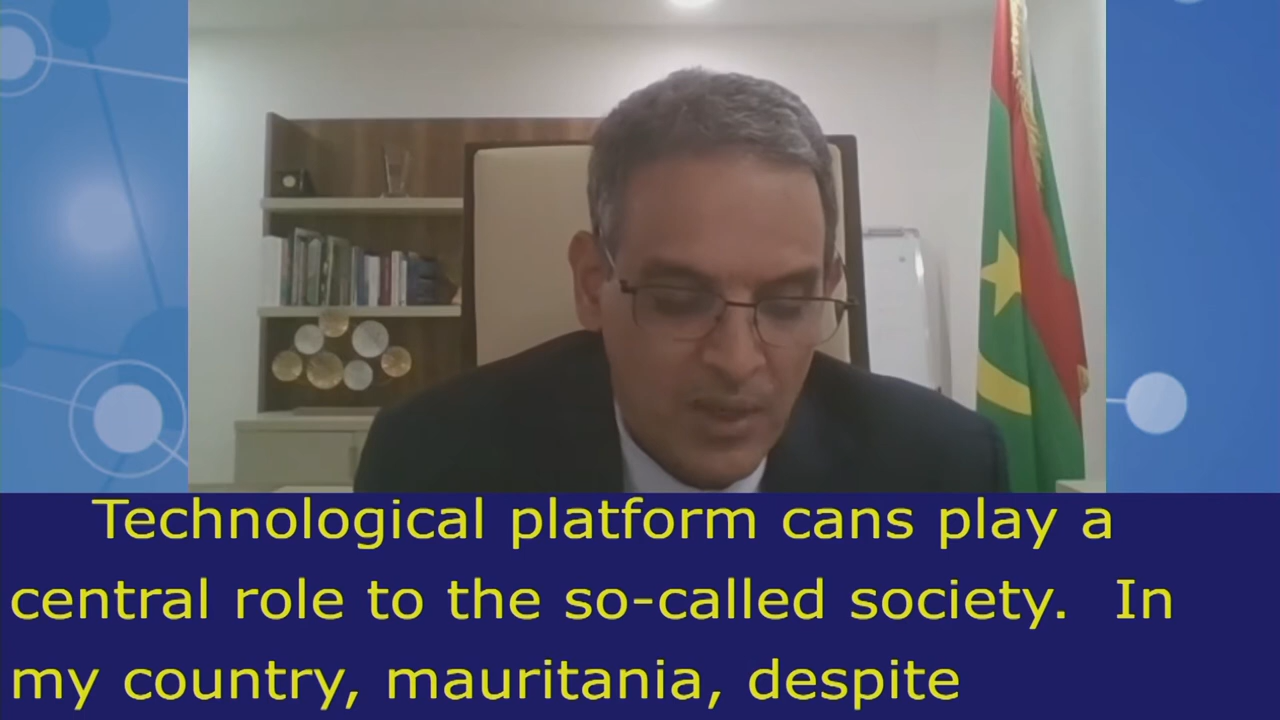 Technological platform cans play a
central role to the so-called society.  In
my country, mauritania, despite